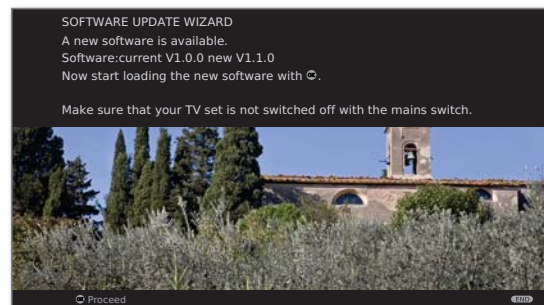 SOFTWARE UPDATE WIZARD
A new software is available.
Software:current V1.0.0 new V1.1.0
Now start loading the new software with OK.
Make sure that your TV set is not switched off with the mains switch.
OK Proceed
END